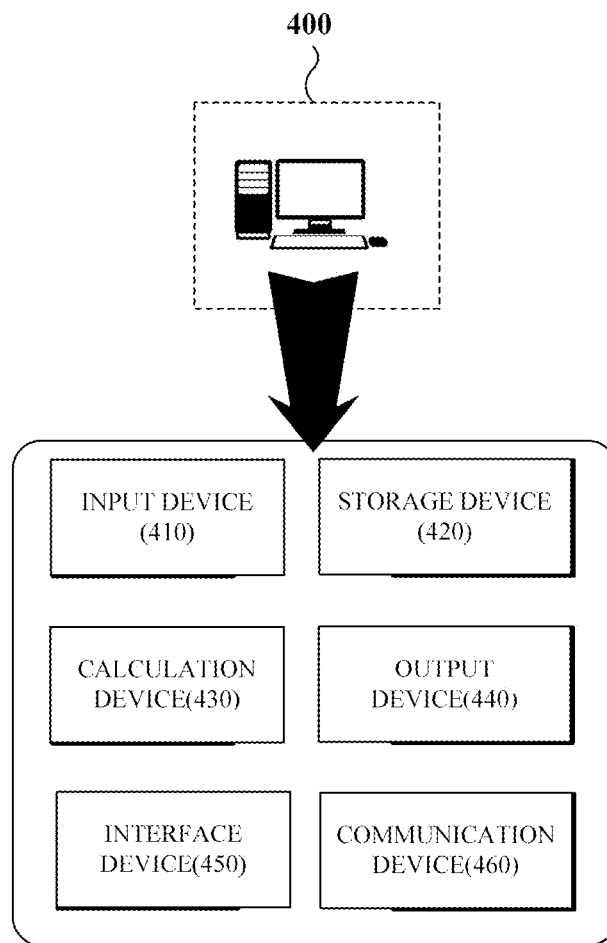 400
INPUT DEVICE
(410)
STORAGE DEVICE
(420)
CALCULATION
DEVICE(430)
OUTPUT
DEVICE(440)
INTERFACE
DEVICE(450)
COMMUNICATION
DEVICE(460)